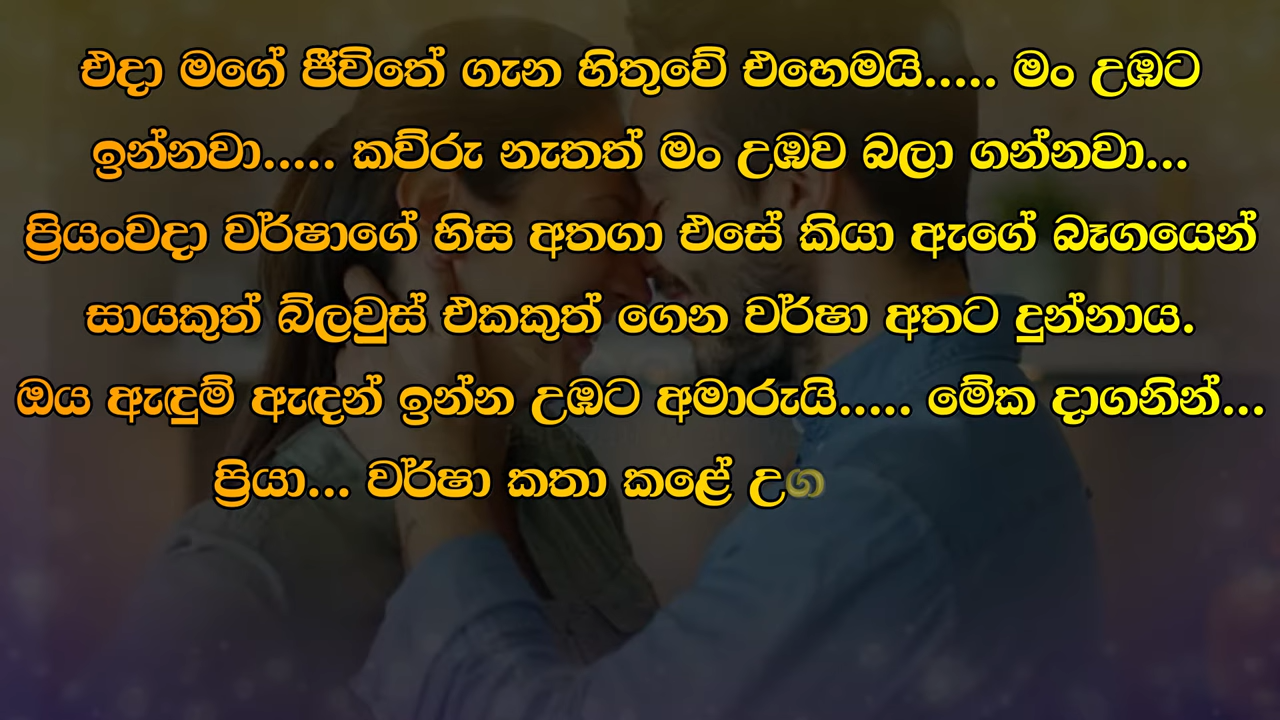 එදා මගේ ජීවිතේ ගැන හිතුවේ එහෙමයි..... මං උඹට
ඉන්නවා..... කව්රු නැතත් මං උඹව බලා ගන්නවා...
ප්‍රියංවදා වර්ෂාගේ හිස අතගා එසේ කියා ඇගේ බෑගයෙන්
සායකුත් බ්ලවුස් එකකුත් ගෙන වර්ෂා අතට දුන්නාය.
ඔය ඇඳුම් ඇඳන් ඉන්න උඹට අමාරුයි..... මේක දාගනින්...
ප්‍රියා... වර්ෂා කතා කළේ උග